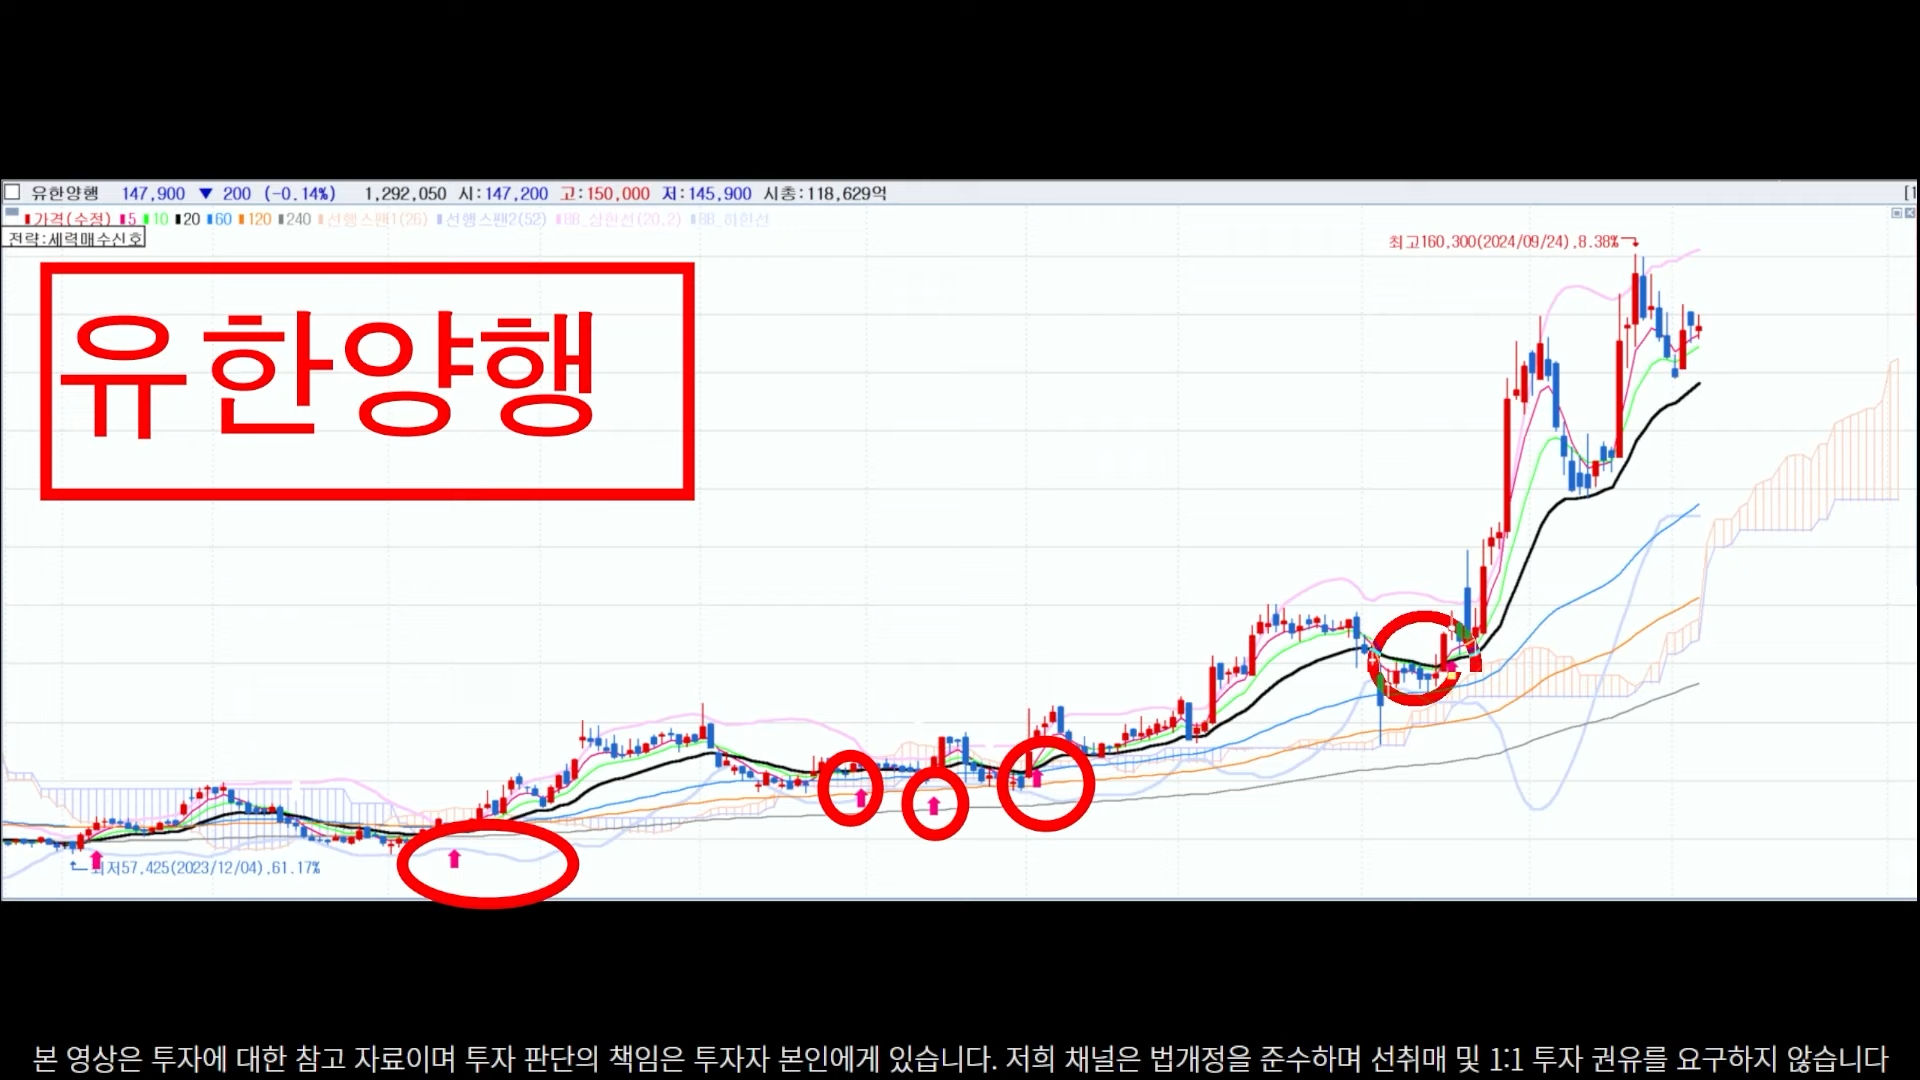 유한양행 147,900 ▼ 200 (-0.14%) 1,292,050 시:147,200 고:150,000 저:145,900 시총:118,629억 [1
가격(수정) 5 10 20 60 120 240 선행스팬1(26) 선행스팬2(52) BB_상한선(20,2) BB_하한선
전략:세력매수신호
최고160,300(2024/09/24),8.38%
유한양행
최저57,425(2023/12/04),61.17%
본 영상은 투자에 대한 참고 자료이며 투자 판단의 책임은 투자자 본인에게 있습니다. 저희 채널은 법개정을 준수하며 선취매 및 1:1 투자 권유를 요구하지 않습니다